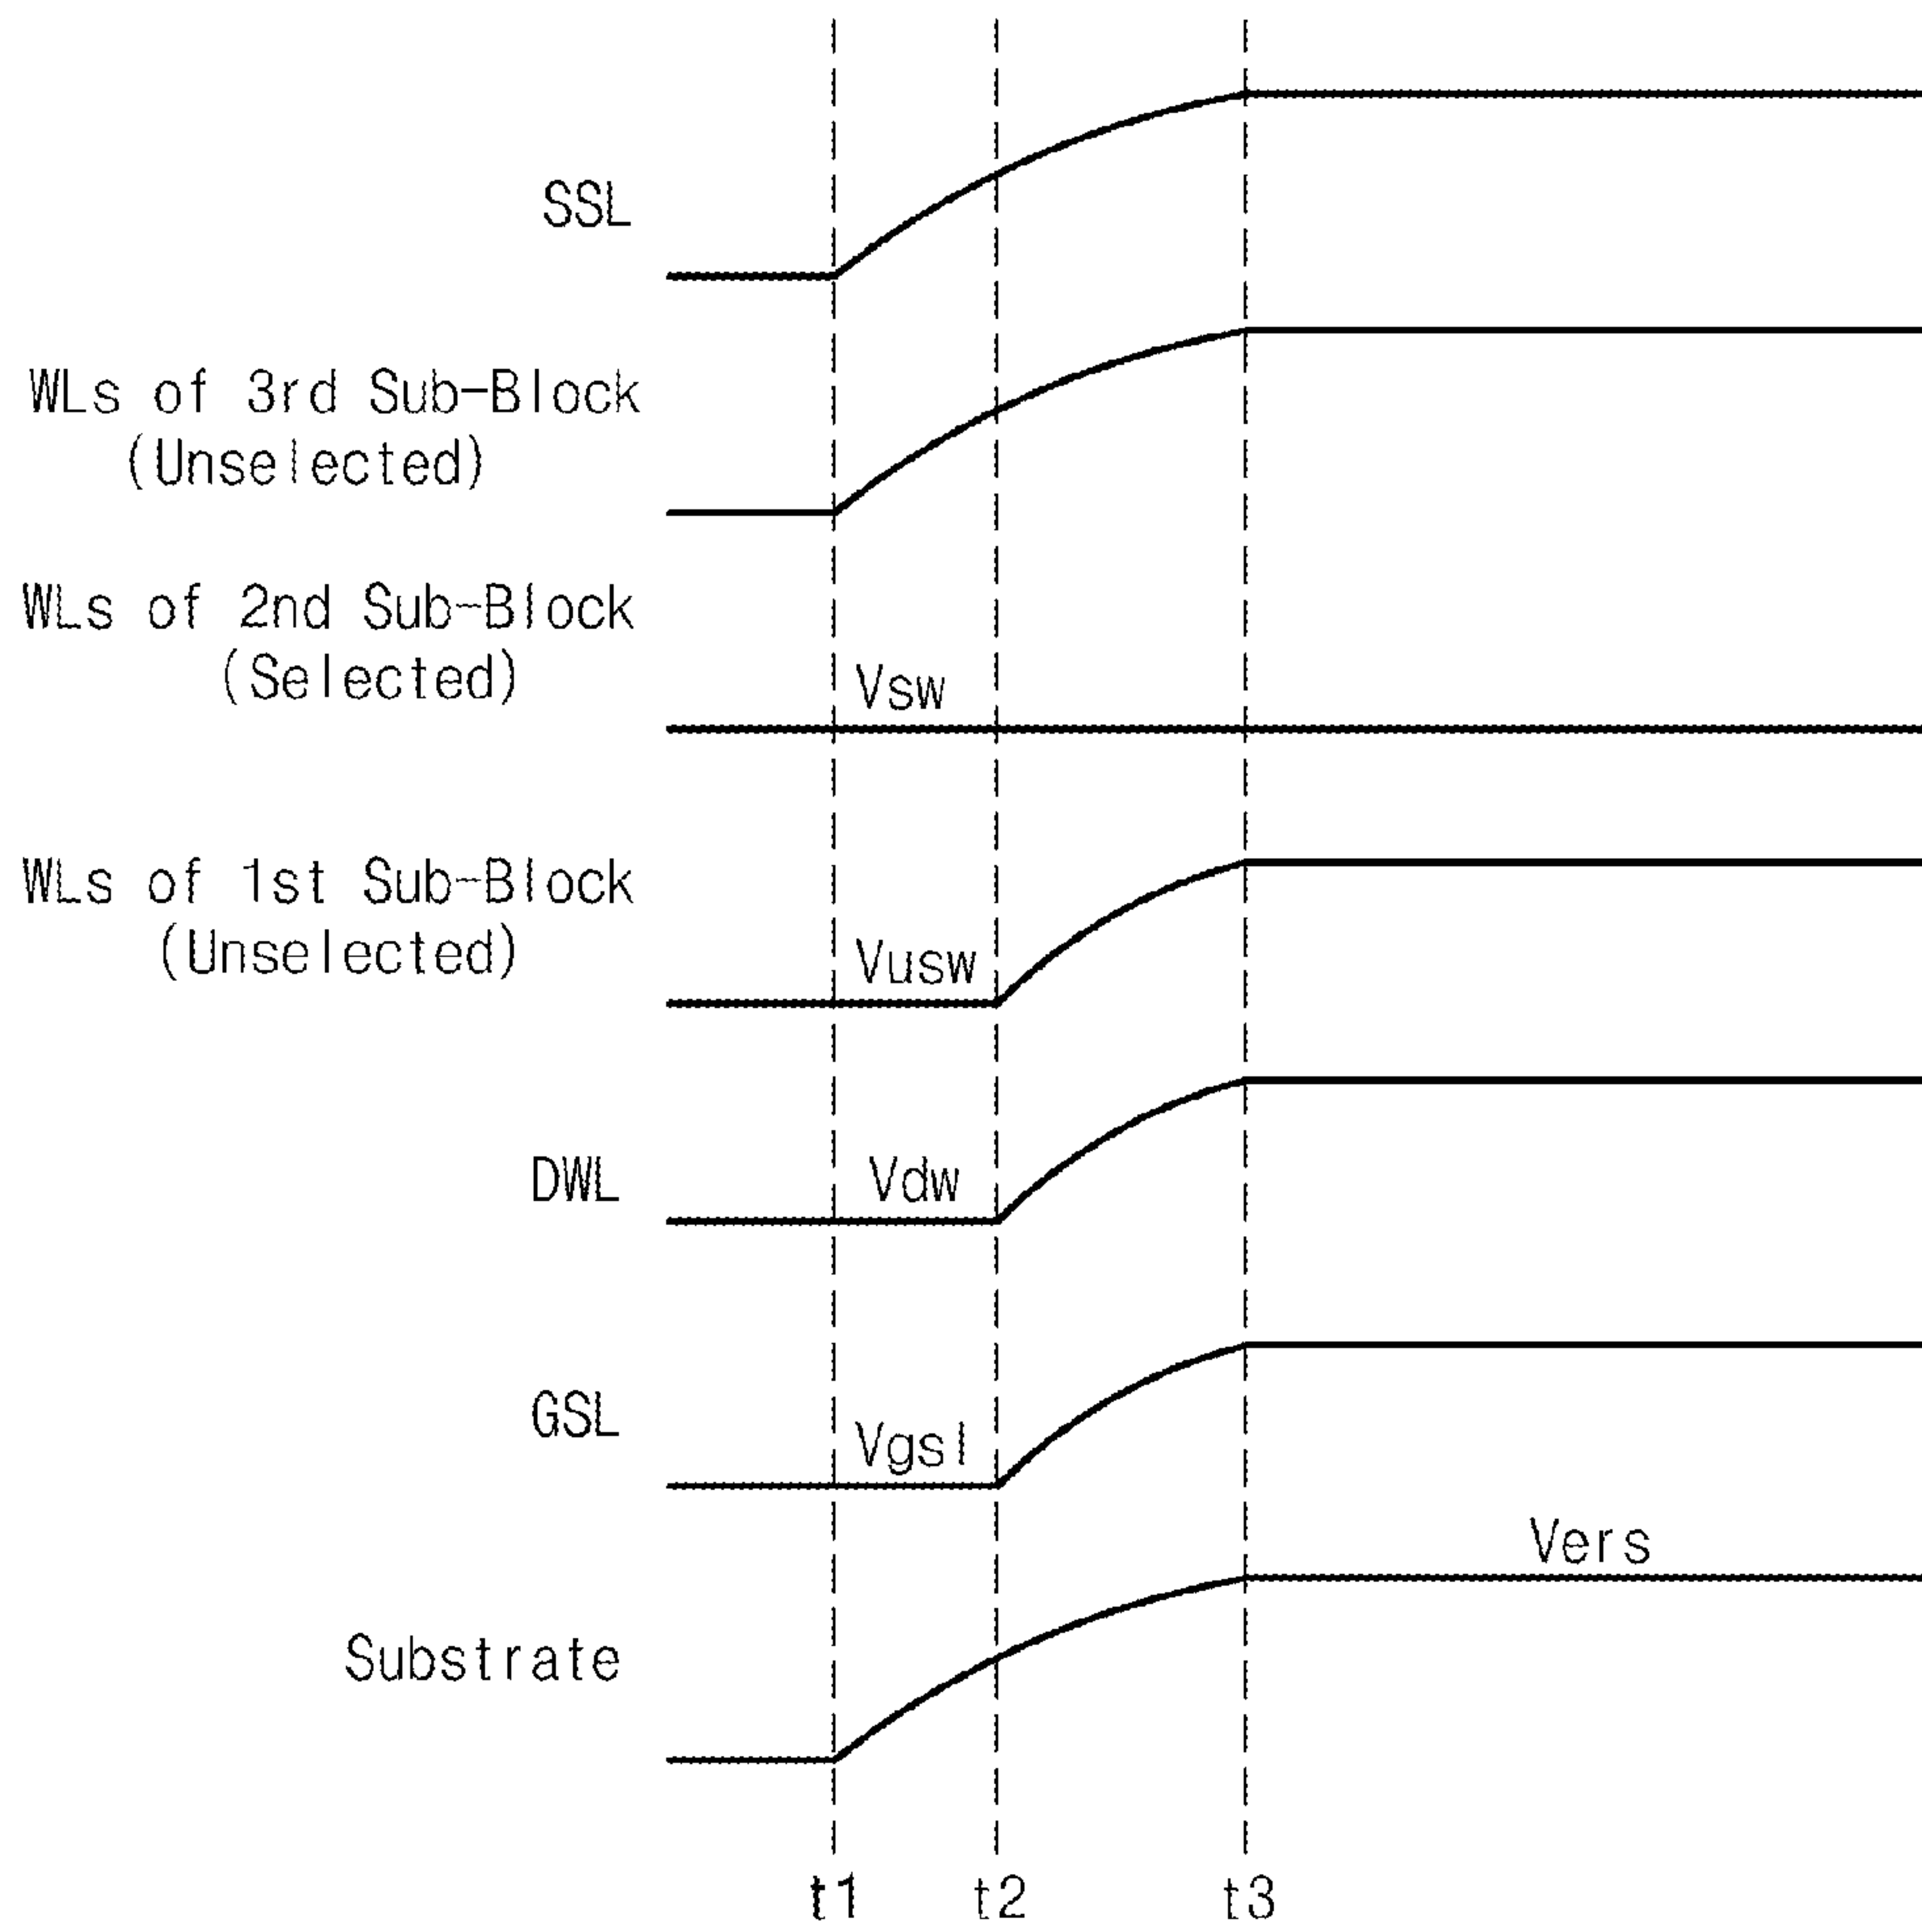 SSL
WLs of 3rd Sub-Block
(Unselected)
WLs of 2nd Sub-Block
(Selected)
Vsw
WLs of 1st Sub-Block
(Unselected)
Vusw
DWL
Vdw
GSL
Vgsl
Vers
Substrate
t1
t2
t3